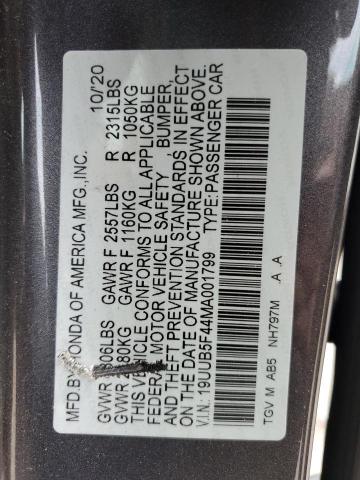 MFD. BY HONDA OF AMERICA MFG.,INC. 10/'20
GVWR GAWR F 2557LBS R 2315LBS
GVWR GAWR F 1160KG R 1050KG
THIS VEHICLE CONFORMS TO ALL APPLICABLE
FEDERAL MOTOR VEHICLE SAFETY, BUMPER,
AND THEFT PREVENTION STANDARDS IN EFFECT
ON THE DATE OF MANUFACTURE SHOWN ABOVE.
V.I.N.: 19UUB5F44MA001799 TYPE:PASSENGER CAR
TGV M AB5 NH797M A A